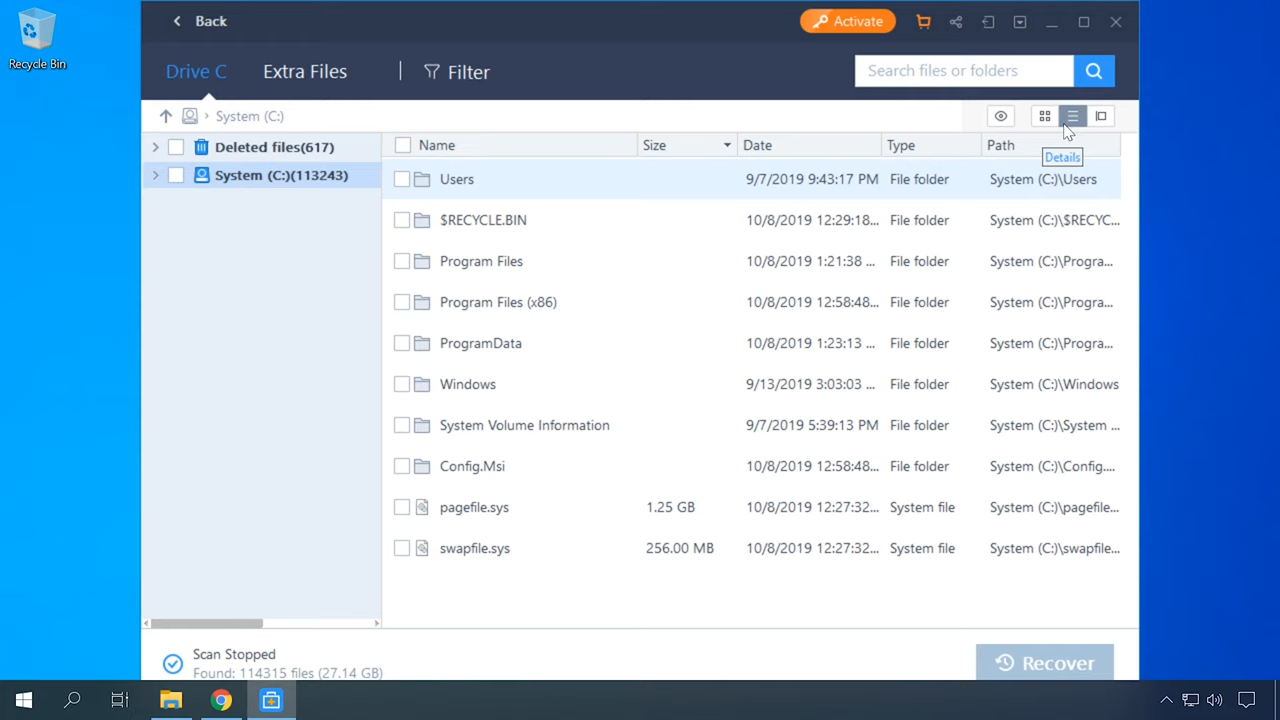 Recycle Bin
Back
Activate
Drive C
Extra Files
Filter
Search files or folders
System (C:)
Details
Deleted files(617)
System (C:)(113243)
Name Size Date Type Path
Users 9/7/2019 9:43:17 PM File folder System (C:)\Users
$RECYCLE.BIN 10/8/2019 12:29:18... File folder System (C:)\$RECYC...
Program Files 10/8/2019 1:21:38 ... File folder System (C:)\Progra...
Program Files (x86) 10/8/2019 12:58:48... File folder System (C:)\Progra...
ProgramData 10/8/2019 1:23:13 ... File folder System (C:)\Progra...
Windows 9/13/2019 3:03:03 ... File folder System (C:)\Windows
System Volume Information 9/7/2019 5:39:13 PM File folder System (C:)\System ...
Config.Msi 10/8/2019 12:58:48... File folder System (C:)\Config....
pagefile.sys 1.25 GB 10/8/2019 12:27:32... System file System (C:)\pagefile...
swapfile.sys 256.00 MB 10/8/2019 12:27:32... System file System (C:)\swapfile...
Scan Stopped
Found: 114315 files (27.14 GB)
Recover